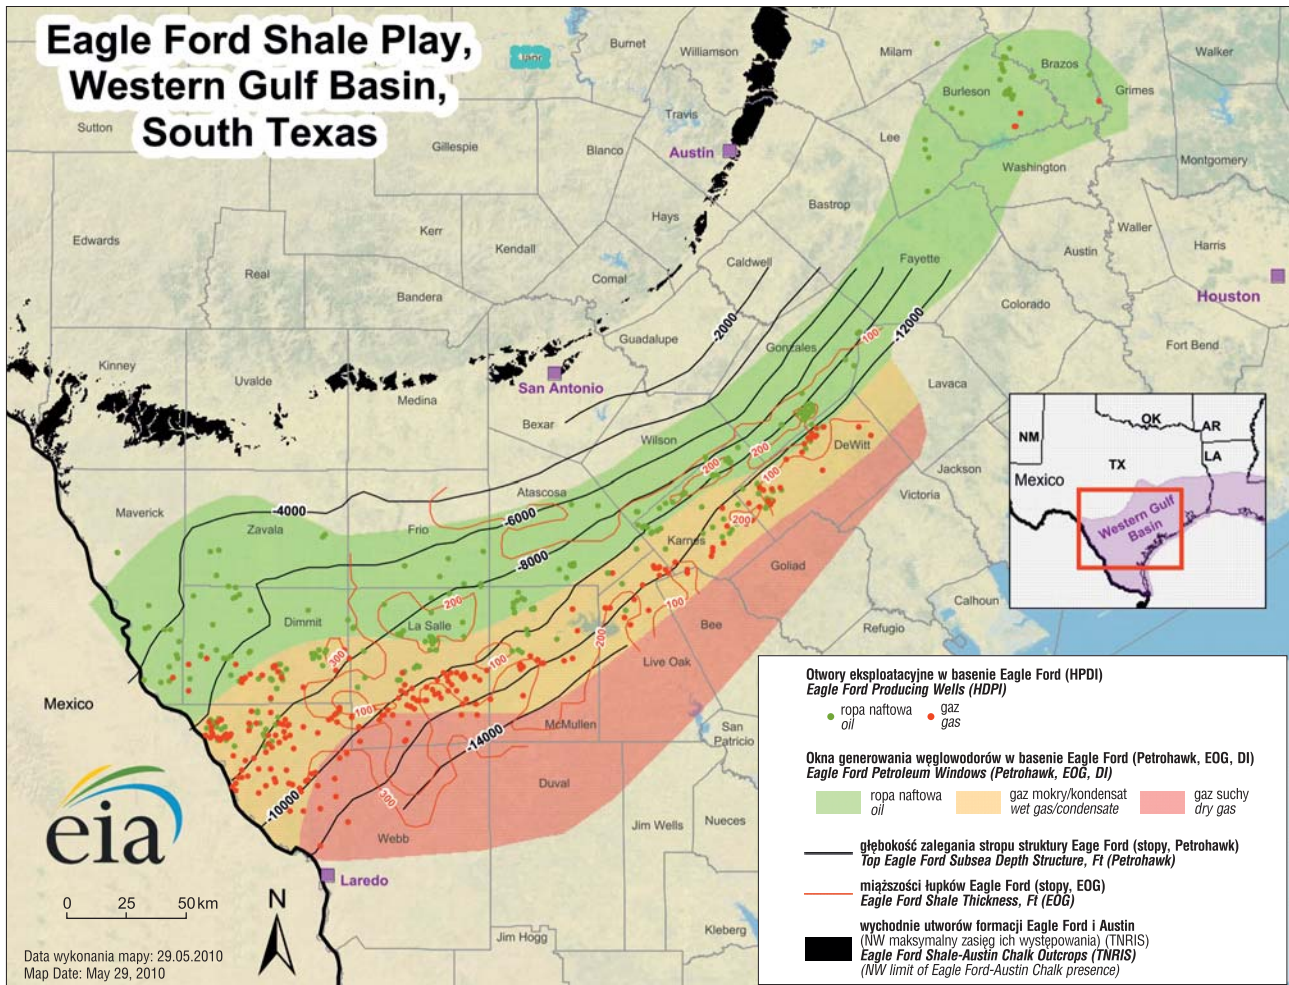 Eagle Ford Shale Play,
Western Gulf Basin,
South Texas
Burnet
Williamson
Milam
Brazos
Walker
Burleson
Grimes
Sutton
Gillespie
Travis
Blanco
Austin
Lee
Washington
Montgomery
Bastrop
Hays
Edwards
Kerr
Kendall
Real
Comal
Caldwell
Fayette
Waller
Austin
Harris
Houston
Bandera
Guadalupe
-2000
Gonzales
100
-12000
Colorado
Fort Bend
Kinney
Uvalde
Medina
San Antonio
Bexar
Lavaca
Wilson
DeWitt
200
200
100
Jackson
Victoria
Maverick
-4000
Zavala
Frio
Atascosa
-6000
-8000
Karnes
200
Goliad
Calhoun
Refugio
Dimmit
La Salle
200
300
100
100
200
100
Bee
Live Oak
McMullen
-14000
San
Patricio
Mexico
-10000
300
Duval
Webb
Jim Wells
Nueces
Laredo
Jim Hogg
Kleberg
NM
OK
AR
TX
LA
Mexico
Western Gulf
Basin
eia
0 25 50 km
N
Data wykonania mapy: 29.05.2010
Map Date: May 29, 2010
Otwory eksploatacyjne w basenie Eagle Ford (HPDI)
Eagle Ford Producing Wells (HDPI)
ropa naftowa
oil
gaz
gas
Okna generowania węglowodorów w basenie Eagle Ford (Petrohawk, EOG, DI)
Eagle Ford Petroleum Windows (Petrohawk, EOG, DI)
ropa naftowa
oil
gaz mokry/kondensat
wet gas/condensate
gaz suchy
dry gas
głębokość zalegania stropu struktury Eage Ford (stopy, Petrohawk)
Top Eagle Ford Subsea Depth Structure, Ft (Petrohawk)
miąższości łupków Eagle Ford (stopy, EOG)
Eagle Ford Shale Thickness, Ft (EOG)
wychodnie utworów formacji Eagle Ford i Austin
(NW maksymalny zasięg ich występowania) (TNRIS)
Eagle Ford Shale-Austin Chalk Outcrops (TNRIS)
(NW limit of Eagle Ford-Austin Chalk presence)